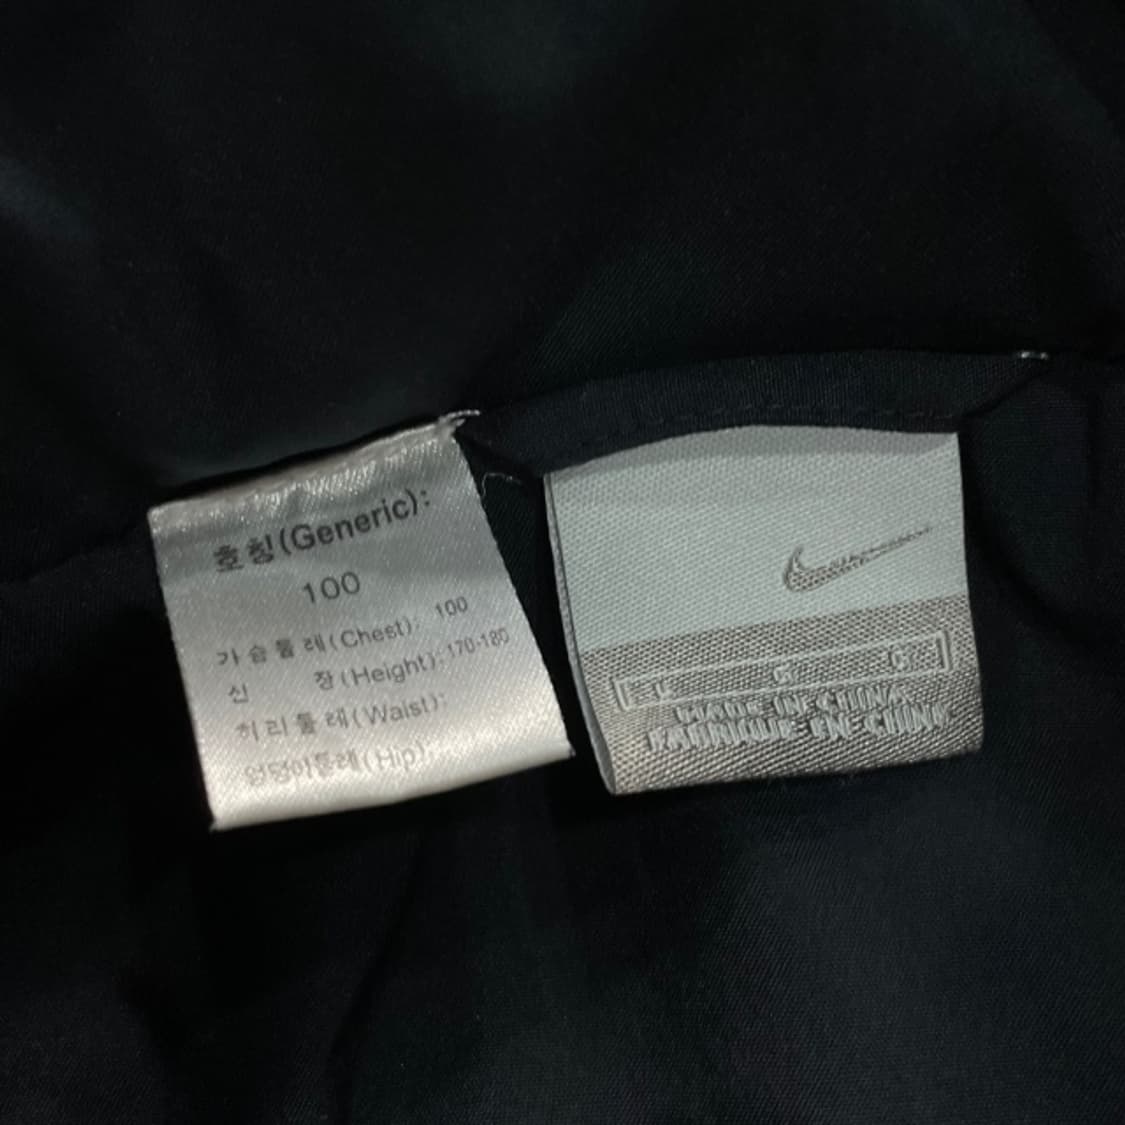 호칭(Generic):
100
가슴둘레(Chest): 100
신 장(Height): 170-180
허리둘레(Waist):
엉덩이둘레(Hip):
L G G
MADE IN CHINA
FABRIQUE EN CHINE